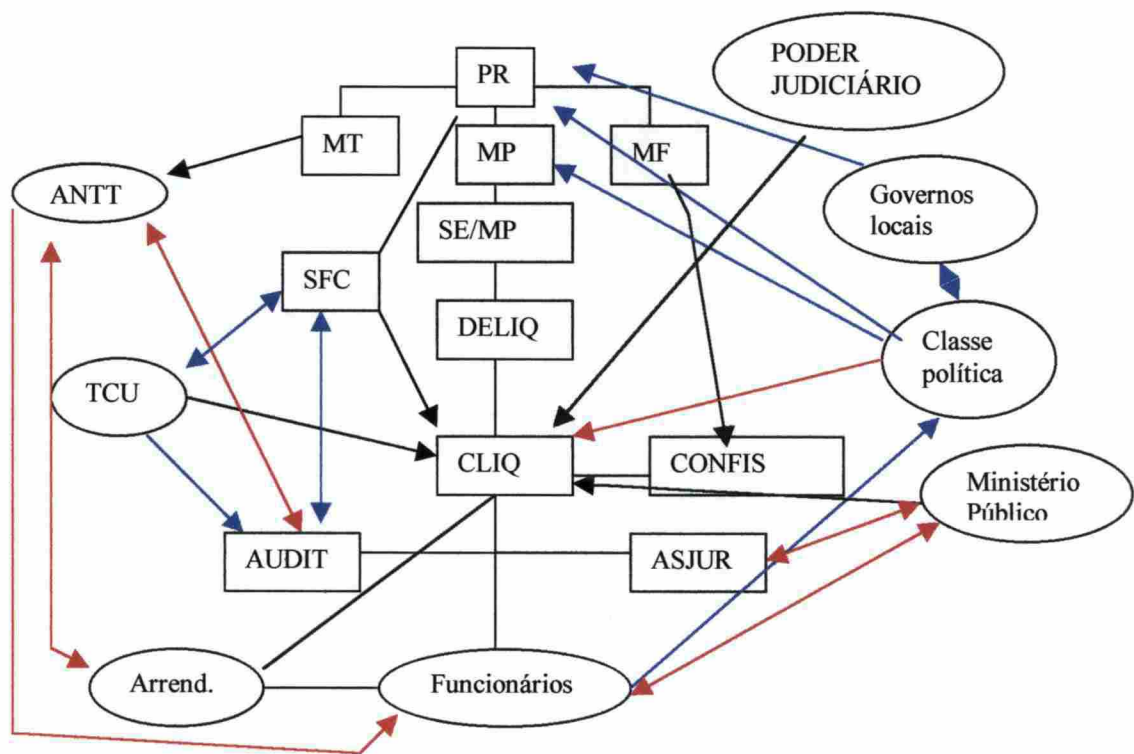 PR
PODER
JUDICIÁRIO
MT
MP
MF
ANTT
Governos
locais
SE/MP
SFC
DELIQ
Classe
política
TCU
CLIQ
CONFIS
Ministério
Público
AUDIT
ASJUR
Arrend.
Funcionários